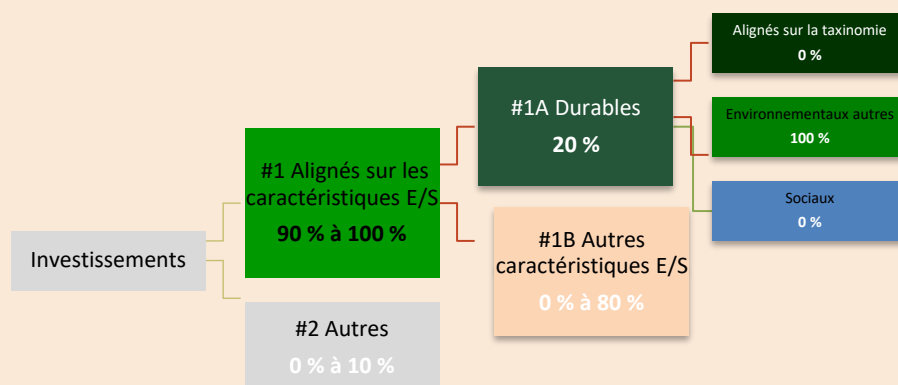 Investissements
#1 Alignés sur les
caractéristiques E/S
90 % à 100 %
#2 Autres
0 % à 10 %
#1A Durables
20 %
#1B Autres
caractéristiques E/S
0 % à 80 %
Alignés sur la taxinomie
0 %
Environnementaux autres
100 %
Sociaux
0 %